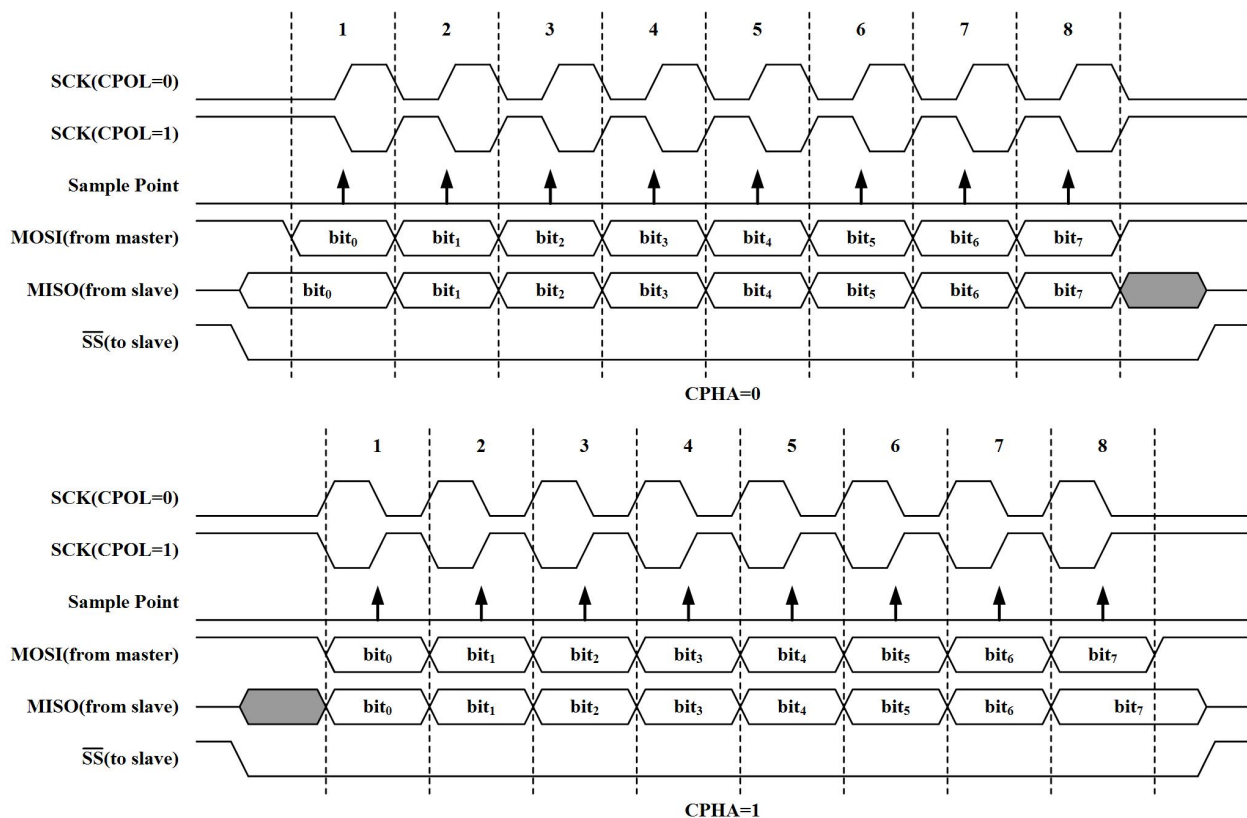 1 2 3 4 5 6 7 8
SCK(CPOL=0)
SCK(CPOL=1)
Sample Point
MOSI(from master) bit₀ bit₁ bit₂ bit₃ bit₄ bit₅ bit₆ bit₇
MISO(from slave) bit₀ bit₁ bit₂ bit₃ bit₄ bit₅ bit₆ bit₇
S̅S̅(to slave)
CPHA=0
1 2 3 4 5 6 7 8
SCK(CPOL=0)
SCK(CPOL=1)
Sample Point
MOSI(from master) bit₀ bit₁ bit₂ bit₃ bit₄ bit₅ bit₆ bit₇
MISO(from slave) bit₀ bit₁ bit₂ bit₃ bit₄ bit₅ bit₆ bit₇
S̅S̅(to slave)
CPHA=1